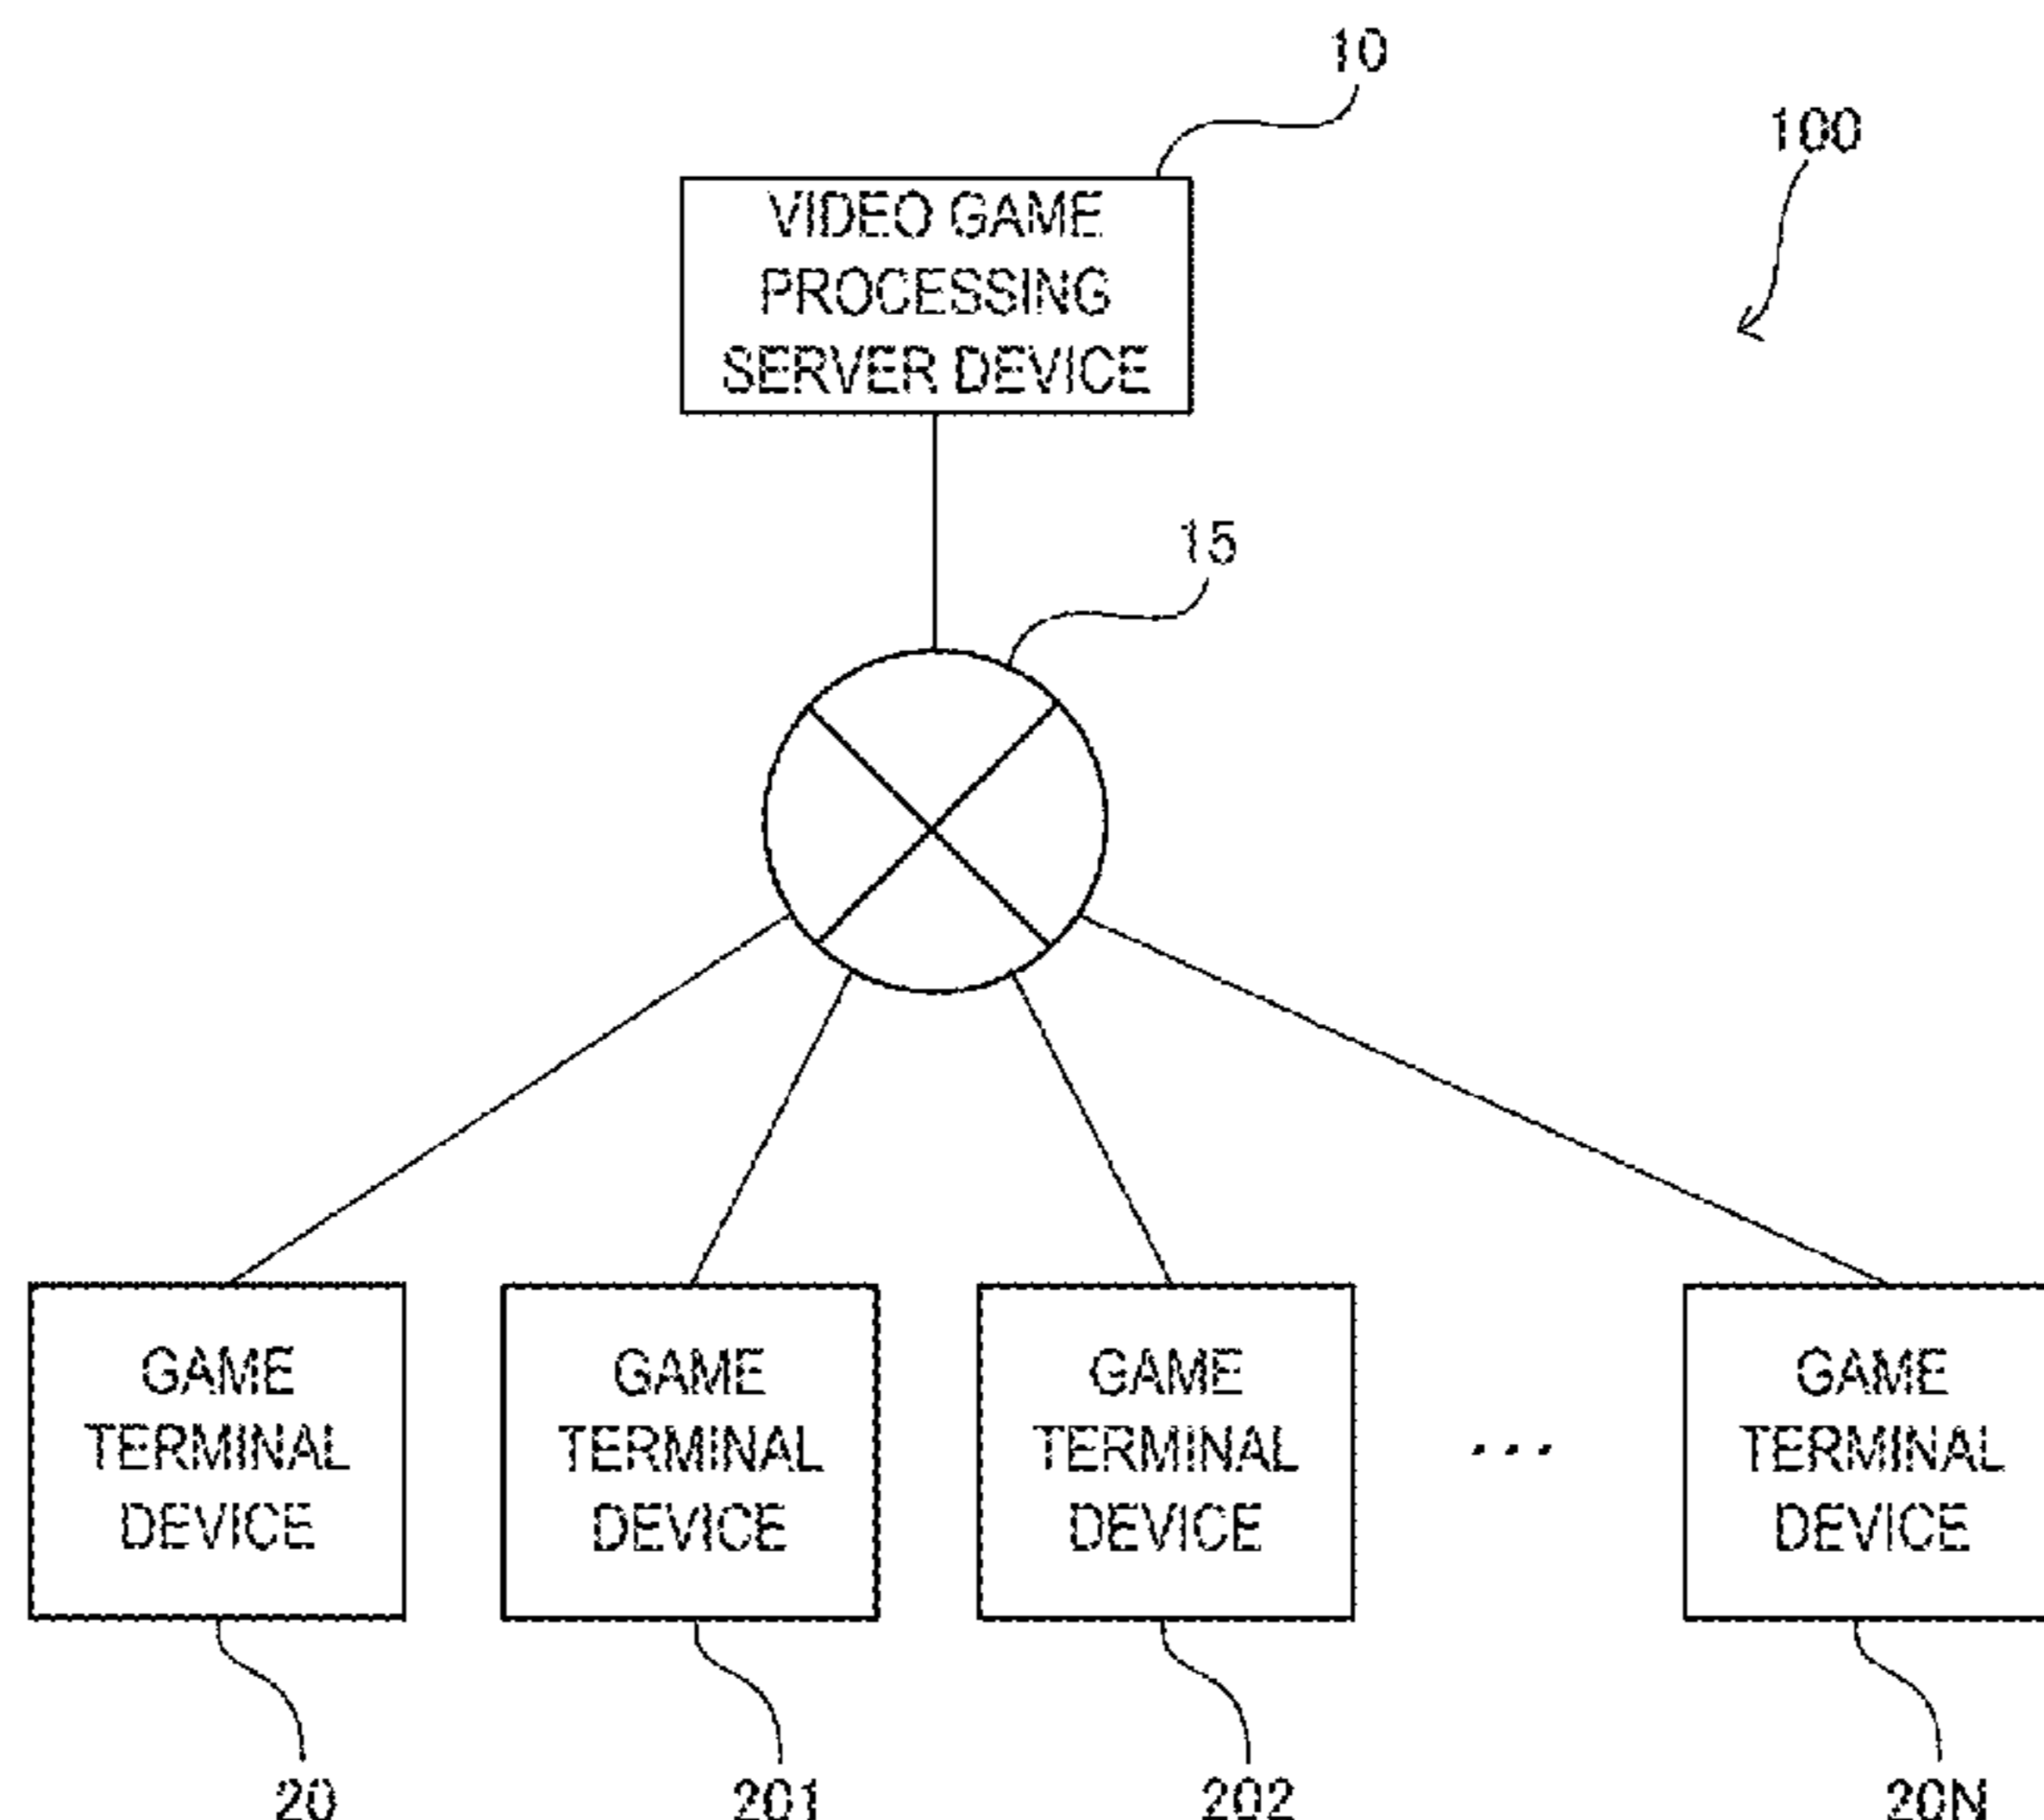 10
100
VIDEO GAME
PROCESSING
SERVER DEVICE
15
GAME
TERMINAL
DEVICE
GAME
TERMINAL
DEVICE
GAME
TERMINAL
DEVICE
...
GAME
TERMINAL
DEVICE
20
201
202
20N